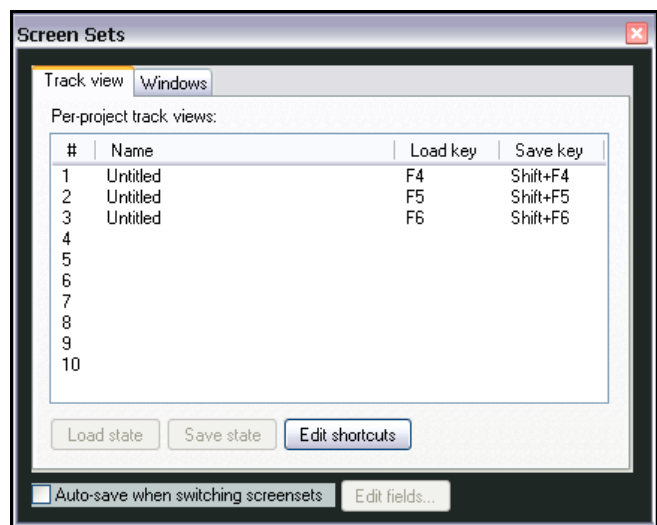 Screen Sets
Track view Windows
Per-project track views:
# Name Load key Save key
1 Untitled F4 Shift+F4
2 Untitled F5 Shift+F5
3 Untitled F6 Shift+F6
4
5
6
7
8
9
10
Load state Save state Edit shortcuts
Auto-save when switching screensets Edit fields...